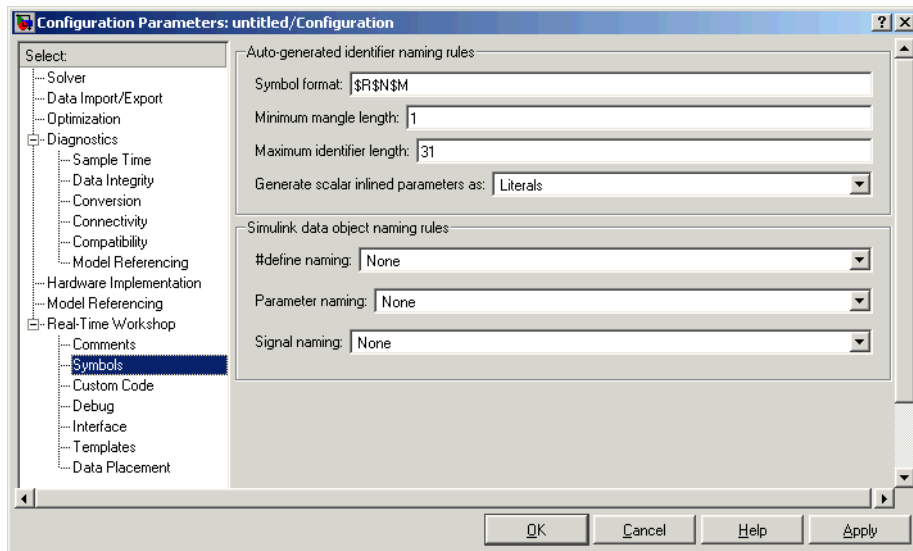 Configuration Parameters: untitled/Configuration
Select:
Solver
Data Import/Export
Optimization
Diagnostics
Sample Time
Data Integrity
Conversion
Connectivity
Compatibility
Model Referencing
Hardware Implementation
Model Referencing
Real-Time Workshop
Comments
Symbols
Custom Code
Debug
Interface
Templates
Data Placement
Auto-generated identifier naming rules
Symbol format: $R$N$M
Minimum mangle length: 1
Maximum identifier length: 31
Generate scalar inlined parameters as: Literals
Simulink data object naming rules
#define naming: None
Parameter naming: None
Signal naming: None
OK Cancel Help Apply